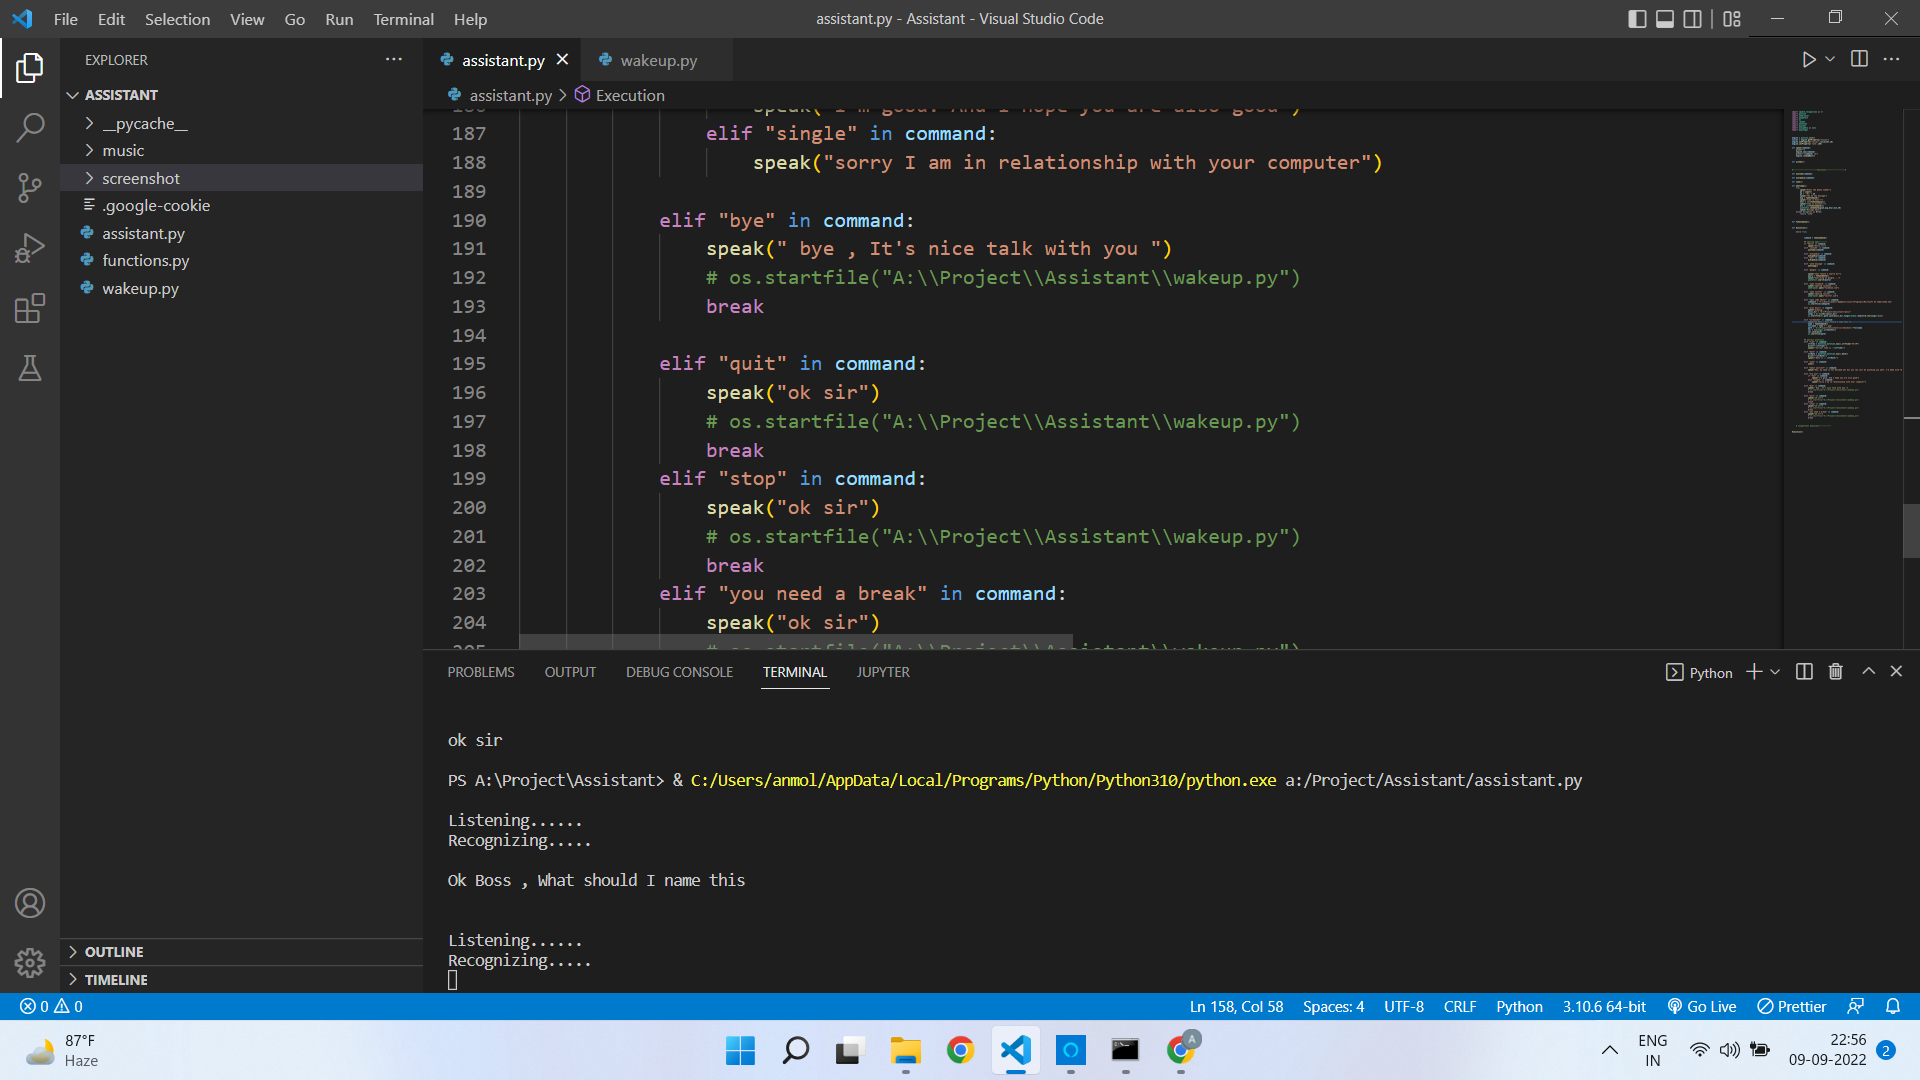 File Edit Selection View Go Run Terminal Help
assistant.py - Assistant - Visual Studio Code
EXPLORER
ASSISTANT
__pycache__
music
screenshot
.google-cookie
assistant.py
functions.py
wakeup.py
OUTLINE
TIMELINE
assistant.py
wakeup.py
assistant.py > Execution
187 elif "single" in command:
188 speak("sorry I am in relationship with your computer")
189
190 elif "bye" in command:
191 speak(" bye , It's nice talk with you ")
192 # os.startfile("A:\\Project\\Assistant\\wakeup.py")
193 break
194
195 elif "quit" in command:
196 speak("ok sir")
197 # os.startfile("A:\\Project\\Assistant\\wakeup.py")
198 break
199 elif "stop" in command:
200 speak("ok sir")
201 # os.startfile("A:\\Project\\Assistant\\wakeup.py")
202 break
203 elif "you need a break" in command:
204 speak("ok sir")
PROBLEMS OUTPUT DEBUG CONSOLE TERMINAL JUPYTER
Python
ok sir
PS A:\Project\Assistant> & C:/Users/anmol/AppData/Local/Programs/Python/Python310/python.exe a:/Project/Assistant/assistant.py
Listening......
Recognizing.....
Ok Boss , What should I name this
Listening......
Recognizing.....
0 0
Ln 158, Col 58 Spaces: 4 UTF-8 CRLF Python 3.10.6 64-bit Go Live Prettier
87°F
Haze
A
ENG
IN
22:56
09-09-2022
2